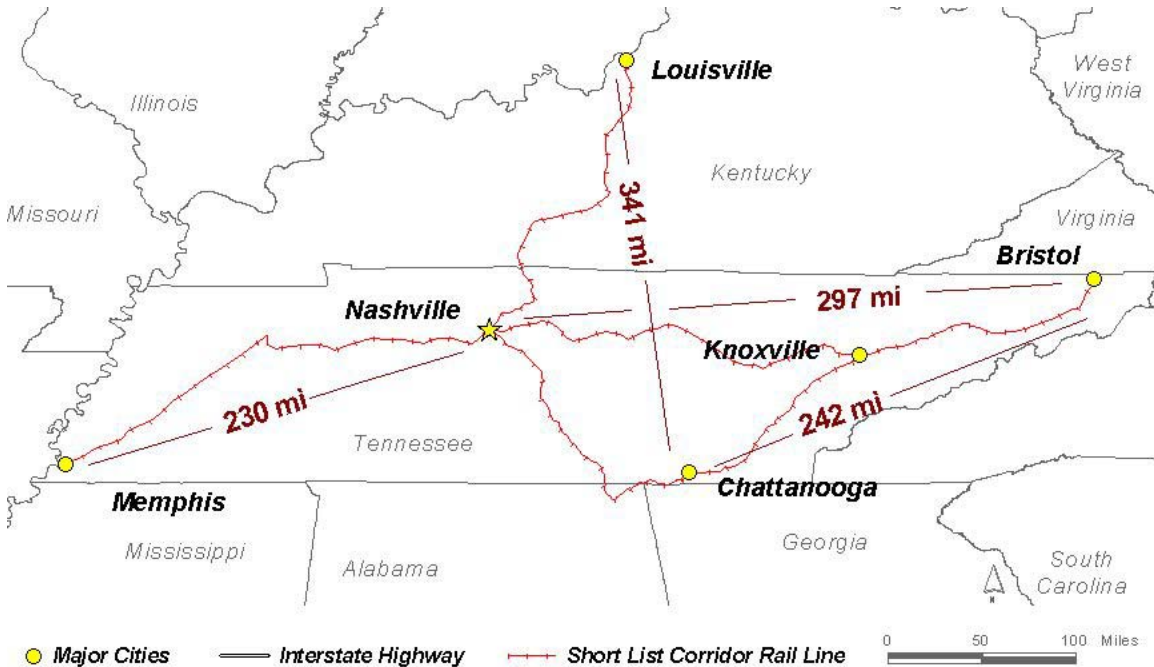 Louisville
West
Virginia
Illinois
Kentucky
Missouri
341 mi
Virginia
Bristol
Nashville
297 mi
Knoxville
230 mi
242 mi
Tennessee
Memphis
Chattanooga
Mississippi
Alabama
Georgia
South
Carolina
N
Major Cities
Interstate Highway
Short List Corridor Rail Line
0 50 100 Miles